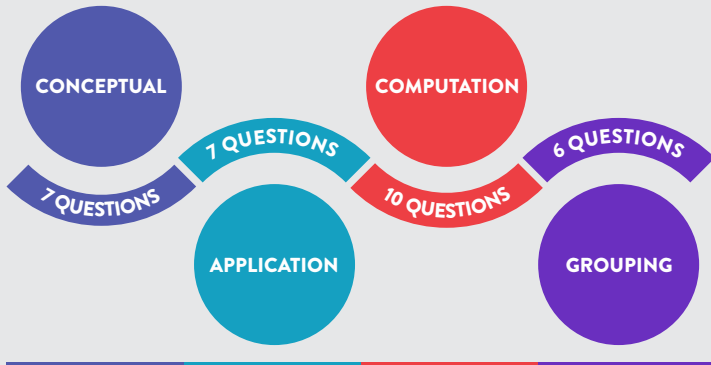 CONCEPTUAL
7 QUESTIONS
7 QUESTIONS
APPLICATION
COMPUTATION
10 QUESTIONS
6 QUESTIONS
GROUPING